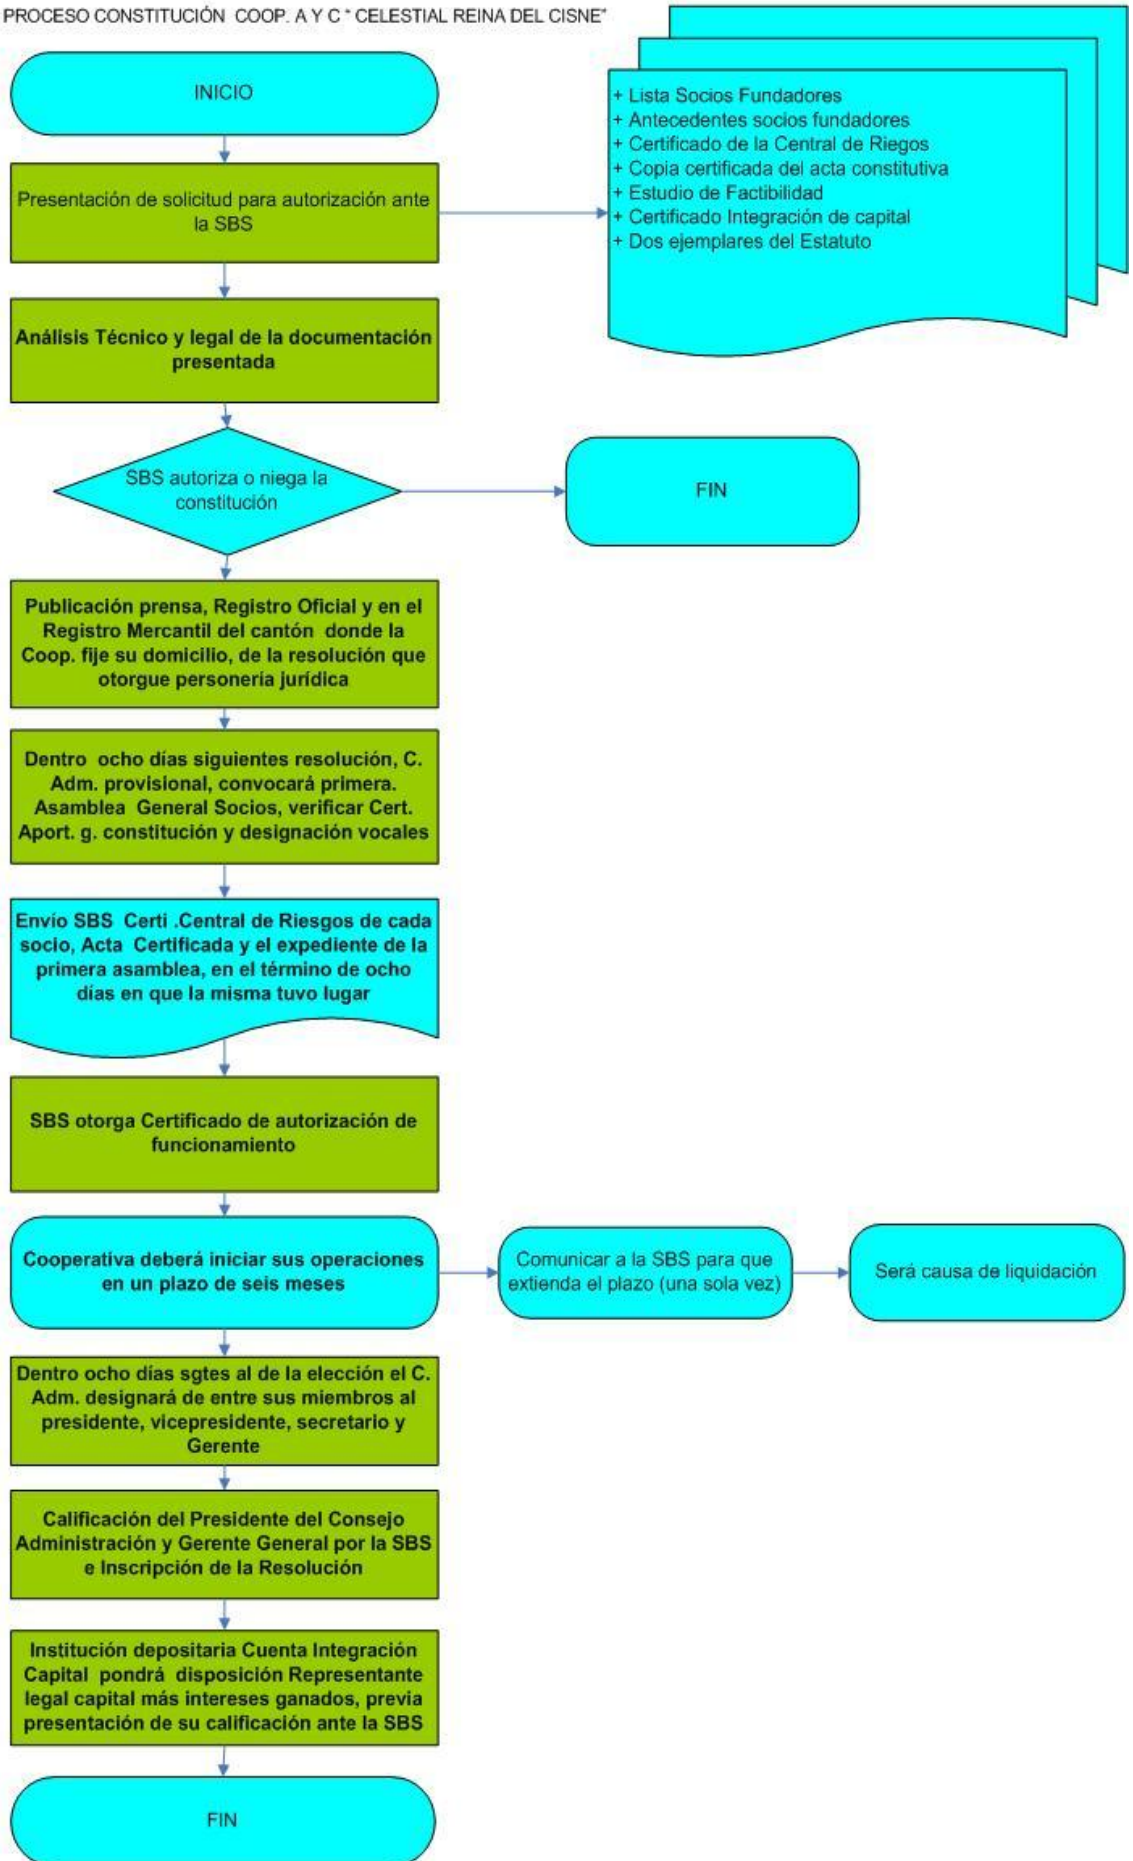 PROCESO CONSTITUCIÓN COOP. A Y C “ CELESTIAL REINA DEL CISNE”
INICIO
Presentación de solicitud para autorización ante
la SBS
+ Lista Socios Fundadores
+ Antecedentes socios fundadores
+ Certificado de la Central de Riegos
+ Copia certificada del acta constitutiva
+ Estudio de Factibilidad
+ Certificado Integración de capital
+ Dos ejemplares del Estatuto
Análisis Técnico y legal de la documentación
presentada
SBS autoriza o niega la
constitución
FIN
Publicación prensa, Registro Oficial y en el
Registro Mercantil del cantón donde la
Coop. fije su domicilio, de la resolución que
otorgue personería jurídica
Dentro ocho días siguientes resolución, C.
Adm. provisional, convocará primera.
Asamblea General Socios, verificar Cert.
Aport. g. constitución y designación vocales
Envío SBS Certi .Central de Riesgos de cada
socio, Acta Certificada y el expediente de la
primera asamblea, en el término de ocho
días en que la misma tuvo lugar
SBS otorga Certificado de autorización de
funcionamiento
Cooperativa deberá iniciar sus operaciones
en un plazo de seis meses
Comunicar a la SBS para que
extienda el plazo (una sola vez)
Será causa de liquidación
Dentro ocho días sgtes al de la elección el C.
Adm. designará de entre sus miembros al
presidente, vicepresidente, secretario y
Gerente
Calificación del Presidente del Consejo
Administración y Gerente General por la SBS
e Inscripción de la Resolución
Institución depositaria Cuenta Integración
Capital pondrá disposición Representante
legal capital más intereses ganados, previa
presentación de su calificación ante la SBS
FIN